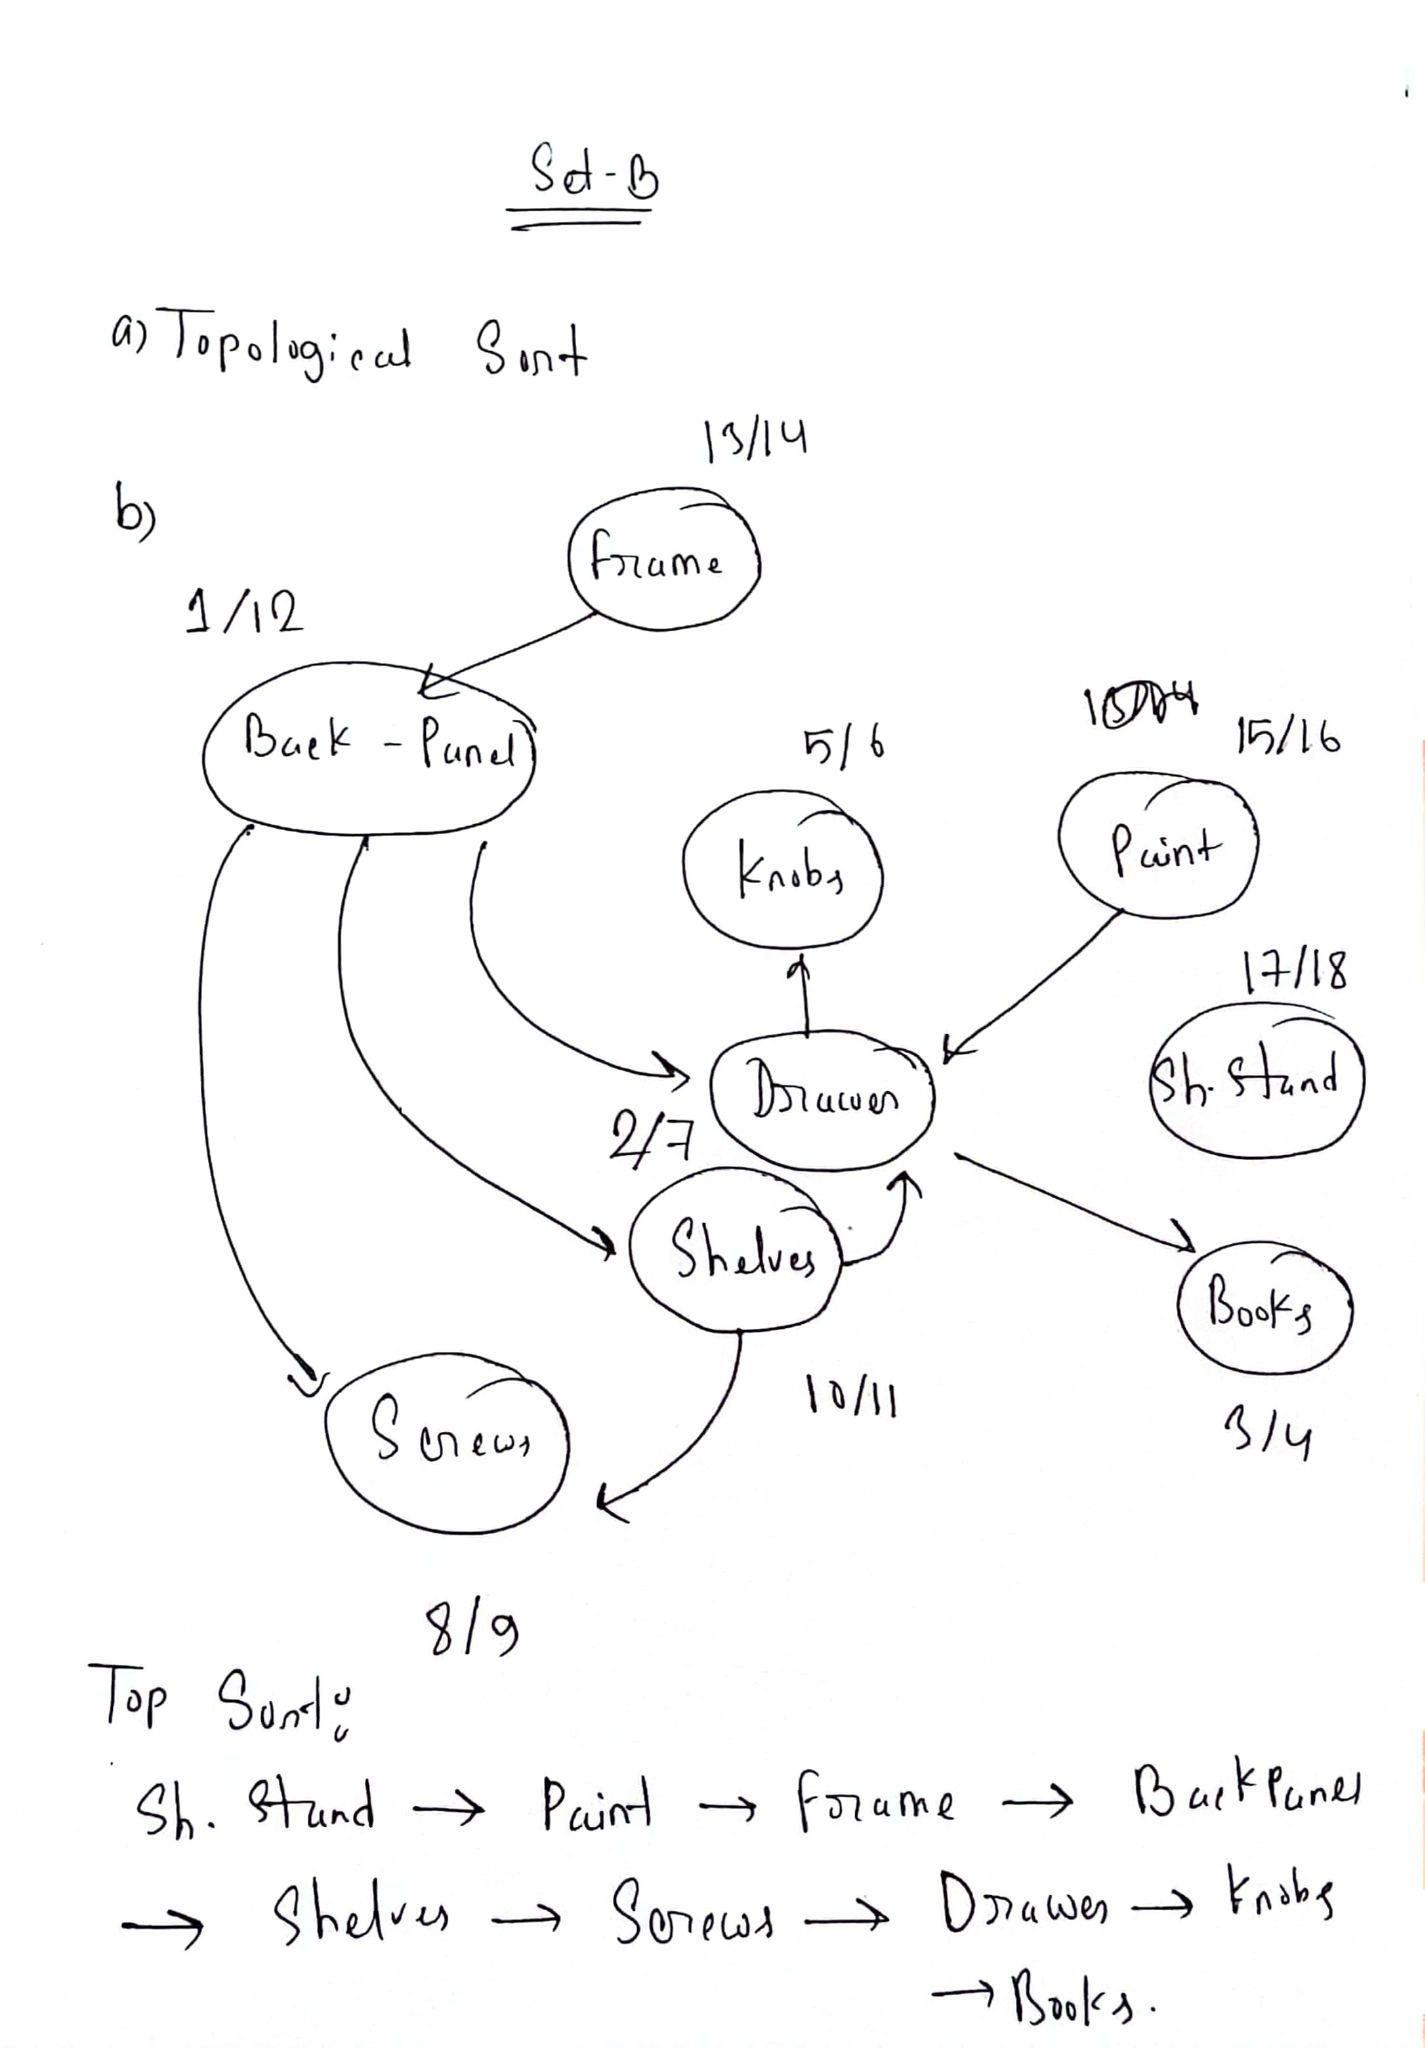 Set-B
a) Topological Sort
13/14
b)
Frame
1/12
Back - Panel
5/6
15/16
Knobs
Paint
17/18
Sh. Stand
Drawer
2/7
Shelves
Books
10/11
Screws
3/4
8/9
Top Sort:
Sh. Stand → Paint → Frame → BackPanel
→ Shelves → Screws → Drawer → Knobs
→ Books.